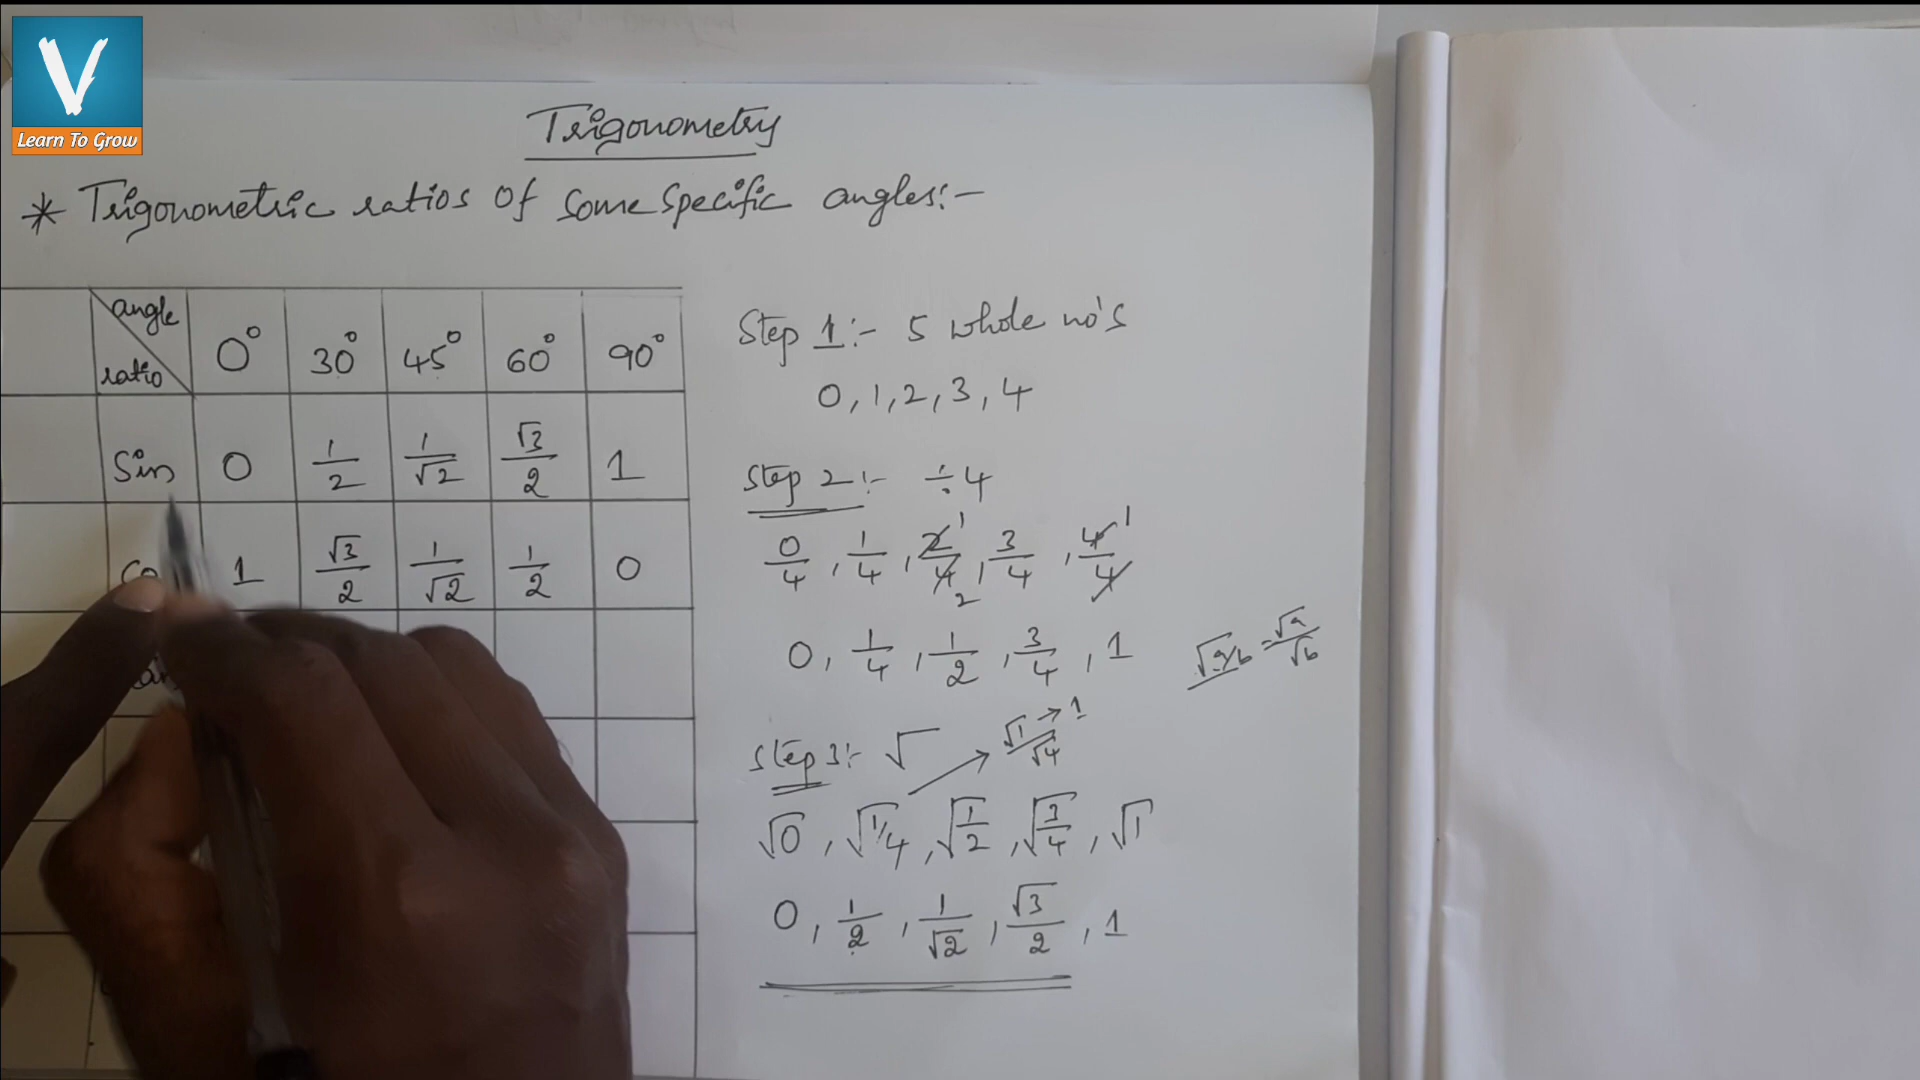 V
Learn To Grow
Trigonometry
* Trigonometric ratios of some specific angles:-
angle
ratio
0° 30° 45° 60° 90°
Sin 0 1/2 1/√2 √3/2 1
Co 1 √3/2 1/√2 1/2 0
Step 1:- 5 whole no's
0, 1, 2, 3, 4
Step 2:- ÷4
0/4, 1/4, 2/4, 3/4, 4/4
1 2 1
0, 1/4, 1/2, 3/4, 1
√a/b = √a/√b
Step 3:- √
√1/√4 → 1
√0, √1/4, √1/2, √3/4, √1
0, 1/2, 1/√2, √3/2, 1